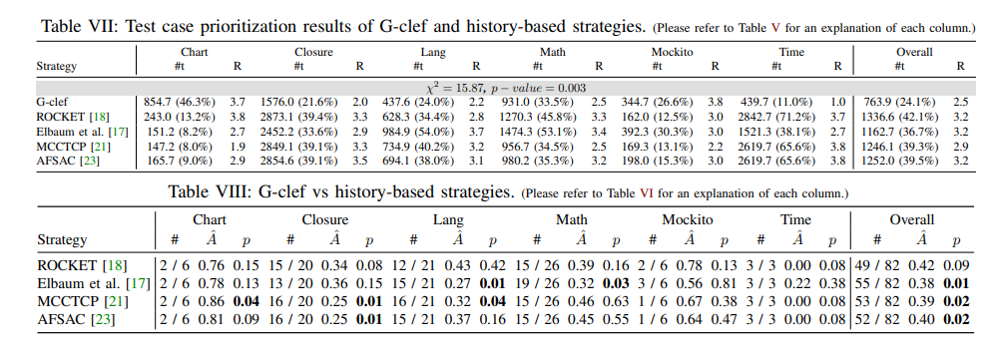 Table VII: Test case prioritization results of G-clef and history-based strategies. (Please refer to Table V for an explanation of each column.)
Chart Closure Lang Math Mockito Time Overall
Strategy #t R #t R #t R #t R #t R #t R #t R
χ² = 15.87, p − value = 0.003
G-clef 854.7 (46.3%) 3.7 1576.0 (21.6%) 2.0 437.6 (24.0%) 2.2 931.0 (33.5%) 2.5 344.7 (26.6%) 3.8 439.7 (11.0%) 1.0 763.9 (24.1%) 2.5
ROCKET [18] 243.0 (13.2%) 3.8 2873.1 (39.4%) 3.3 628.3 (34.4%) 2.8 1270.3 (45.8%) 3.3 162.0 (12.5%) 3.0 2842.7 (71.2%) 3.7 1336.6 (42.1%) 3.2
Elbaum et al. [17] 151.2 (8.2%) 1.9 2452.2 (33.6%) 2.9 984.9 (54.0%) 3.7 1474.3 (53.1%) 3.4 392.3 (30.3%) 3.0 1521.3 (38.1%) 2.7 1162.7 (36.7%) 3.2
MCCTCP [21] 147.2 (8.0%) 1.9 2849.1 (39.1%) 3.3 734.9 (40.2%) 3.2 956.7 (34.5%) 2.5 169.3 (13.1%) 2.2 2619.7 (65.6%) 3.8 1246.1 (39.3%) 2.9
AFSAC [23] 165.7 (9.0%) 2.9 2854.6 (39.1%) 3.5 694.1 (38.0%) 3.1 980.2 (35.3%) 3.2 198.0 (15.3%) 3.0 2619.7 (65.6%) 3.8 1252.0 (39.5%) 3.2
Table VIII: G-clef vs history-based strategies. (Please refer to Table VI for an explanation of each column.)
Chart Closure Lang Math Mockito Time Overall
Strategy # Â p # Â p # Â p # Â p # Â p # Â p # Â p
ROCKET [18] 2 / 6 0.76 0.15 15 / 20 0.34 0.08 12 / 21 0.43 0.42 15 / 26 0.39 0.16 2 / 6 0.78 0.13 3 / 3 0.00 0.08 49 / 82 0.42 0.09
Elbaum et al. [17] 2 / 6 0.78 0.13 13 / 20 0.36 0.15 15 / 21 0.27 0.01 19 / 26 0.32 0.03 3 / 6 0.56 0.81 3 / 3 0.22 0.38 55 / 82 0.38 0.01
MCCTCP [21] 2 / 6 0.86 0.04 16 / 20 0.25 0.01 16 / 21 0.32 0.04 15 / 26 0.46 0.63 1 / 6 0.67 0.38 3 / 3 0.00 0.08 53 / 82 0.39 0.02
AFSAC [23] 2 / 6 0.81 0.09 16 / 20 0.25 0.01 15 / 21 0.37 0.16 15 / 26 0.45 0.55 1 / 6 0.64 0.47 3 / 3 0.00 0.08 52 / 82 0.40 0.02